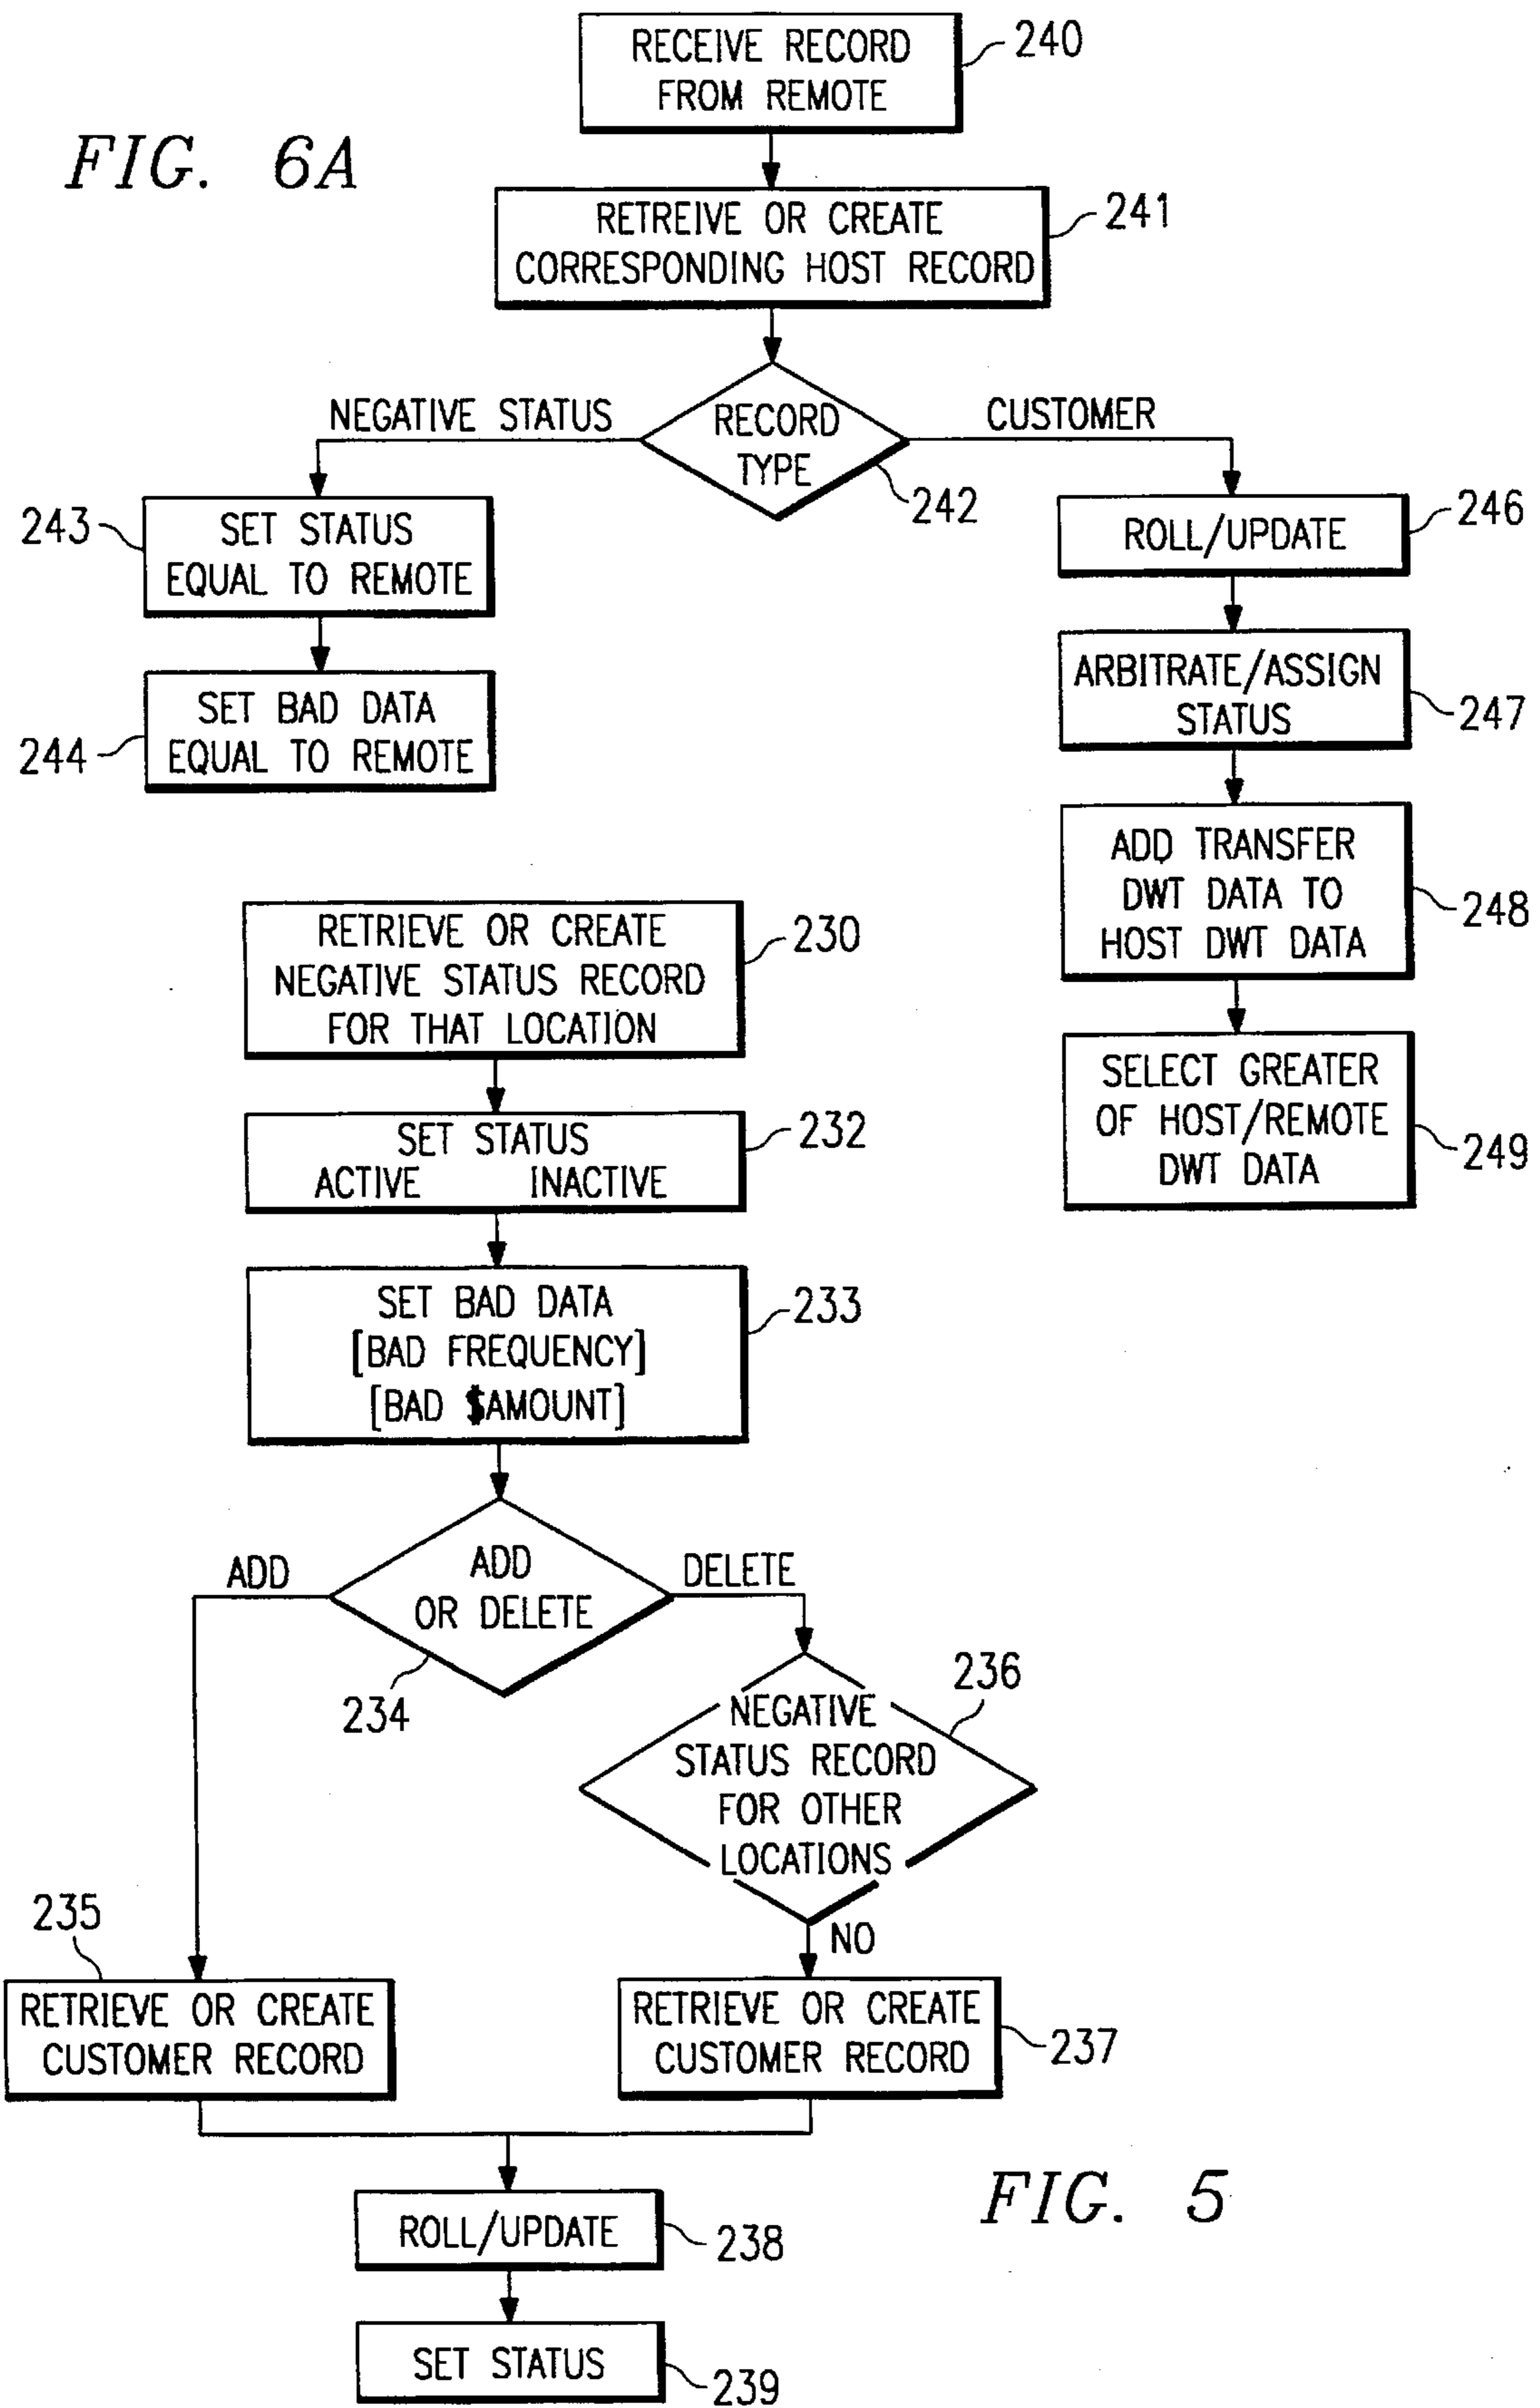 FIG. 6A
RECEIVE RECORD
FROM REMOTE
240
RETREIVE OR CREATE
CORRESPONDING HOST RECORD
241
NEGATIVE STATUS
RECORD
TYPE
242
CUSTOMER
243
SET STATUS
EQUAL TO REMOTE
244
SET BAD DATA
EQUAL TO REMOTE
ROLL/UPDATE
246
ARBITRATE/ASSIGN
STATUS
247
ADD TRANSFER
DWT DATA TO
HOST DWT DATA
248
SELECT GREATER
OF HOST/REMOTE
DWT DATA
249
RETRIEVE OR CREATE
NEGATIVE STATUS RECORD
FOR THAT LOCATION
230
SET STATUS
ACTIVE INACTIVE
232
SET BAD DATA
[BAD FREQUENCY]
[BAD $AMOUNT]
233
ADD
ADD
OR DELETE
234
DELETE
NEGATIVE
STATUS RECORD
FOR OTHER
LOCATIONS
236
NO
235
RETRIEVE OR CREATE
CUSTOMER RECORD
RETRIEVE OR CREATE
CUSTOMER RECORD
237
ROLL/UPDATE
238
SET STATUS
239
FIG. 5